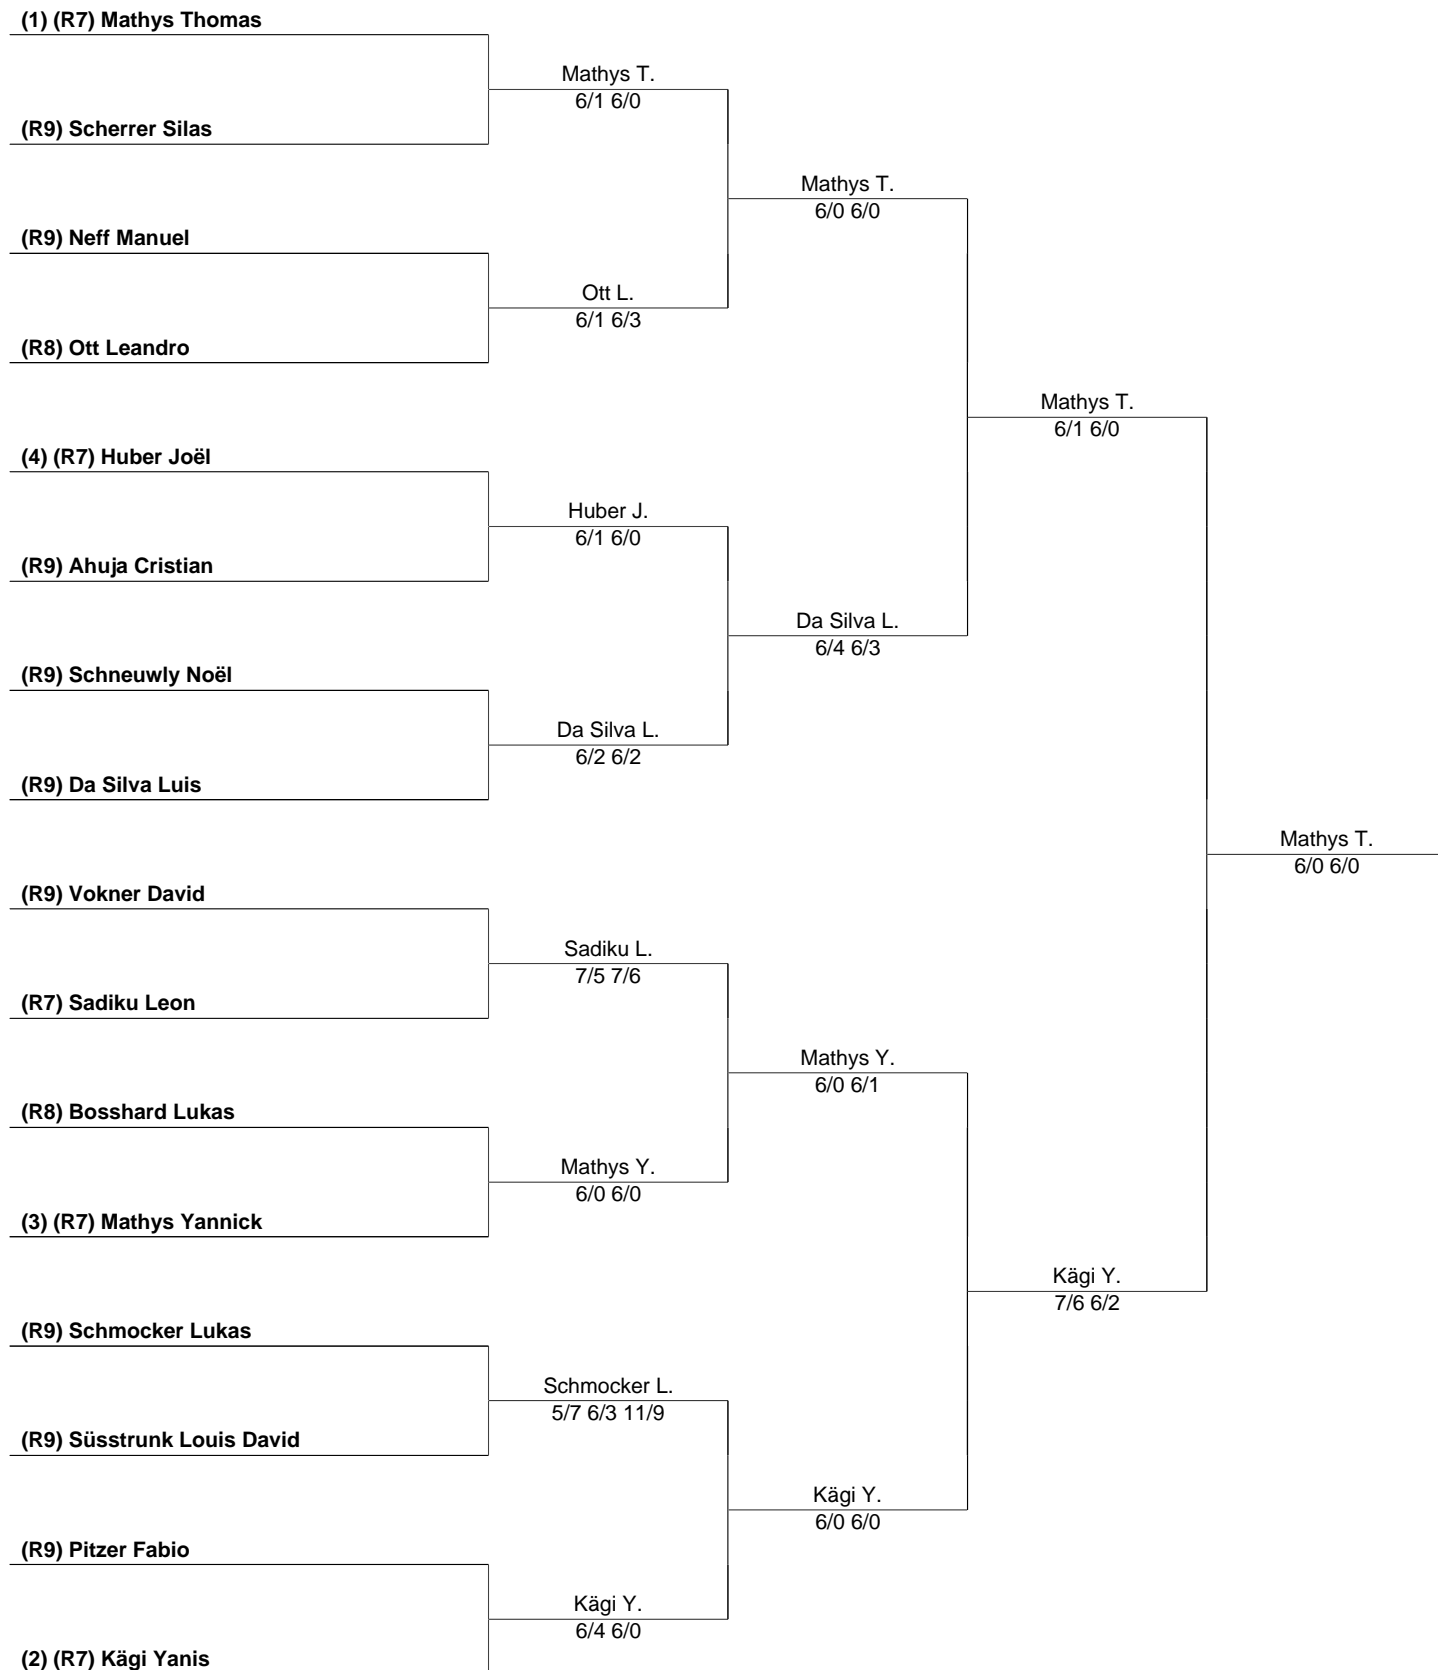 (1) (R7) Mathys Thomas
Mathys T.
6/1 6/0
(R9) Scherrer Silas
Mathys T.
6/0 6/0
(R9) Neff Manuel
Ott L.
6/1 6/3
(R8) Ott Leandro
Mathys T.
6/1 6/0
(4) (R7) Huber Joël
Huber J.
6/1 6/0
(R9) Ahuja Cristian
Da Silva L.
6/4 6/3
(R9) Schneuwly Noël
Da Silva L.
6/2 6/2
(R9) Da Silva Luis
Mathys T.
6/0 6/0
(R9) Vokner David
Sadiku L.
7/5 7/6
(R7) Sadiku Leon
Mathys Y.
6/0 6/1
(R8) Bosshard Lukas
Mathys Y.
6/0 6/0
(3) (R7) Mathys Yannick
Kägi Y.
7/6 6/2
(R9) Schmocker Lukas
Schmocker L.
5/7 6/3 11/9
(R9) Süsstrunk Louis David
Kägi Y.
6/0 6/0
(R9) Pitzer Fabio
Kägi Y.
6/4 6/0
(2) (R7) Kägi Yanis